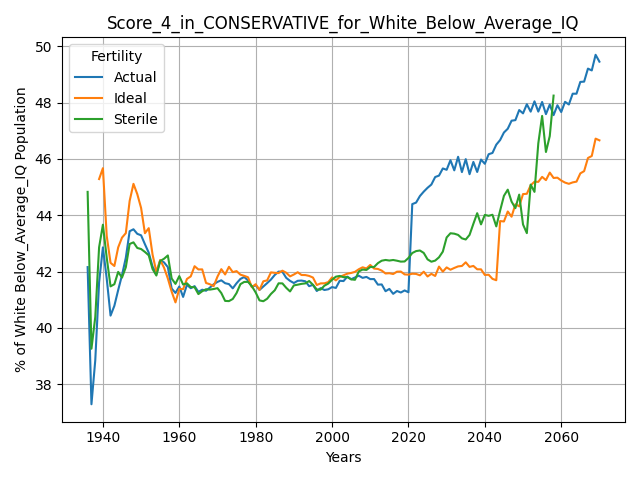 Score_4_in_CONSERVATIVE_for_White_Below_Average_IQ
Fertility
Actual
Ideal
Sterile
% of White Below_Average_IQ Population
50
48
46
44
42
40
38
1940
1960
1980
2000
2020
2040
2060
Years